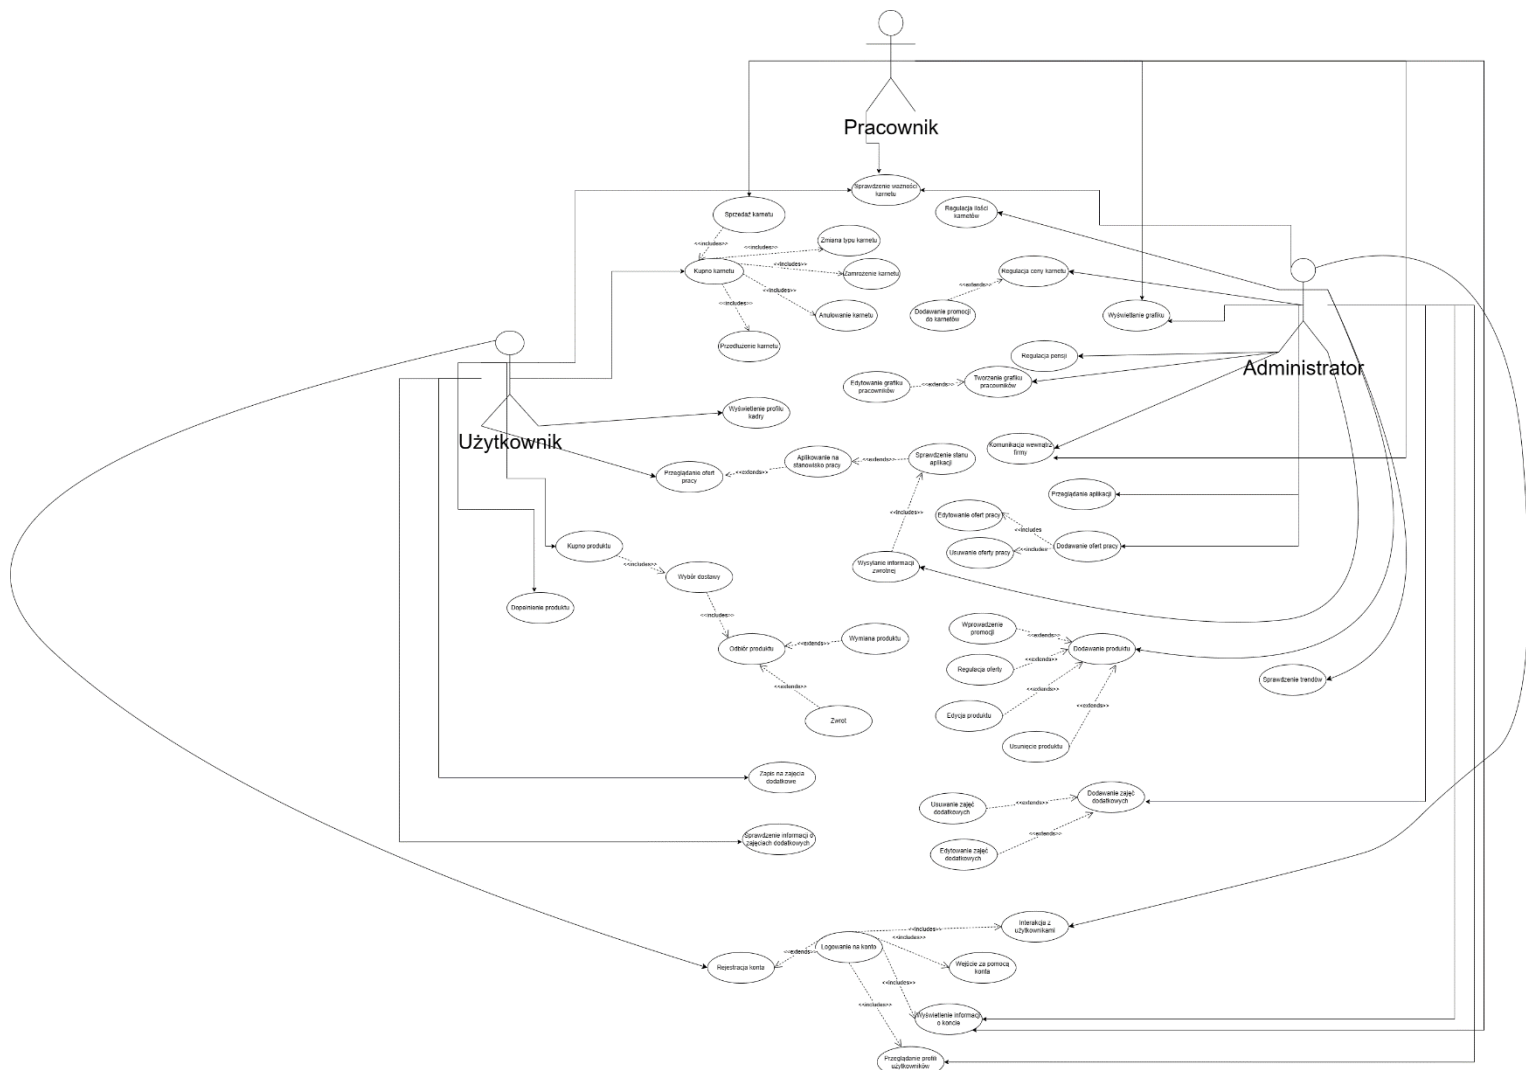 Pracownik
Sprawdzenie ważności
karnetu
Sprzedaż karnetu
Regulacja ilości
karnetów
<<includes>>
Zmiana typu karnetu
<<includes>>
Kupno karnetu
<<includes>>
Zamrożenie karnetu
Regulacja ceny karnetu
<<extends>>
<<includes>>
<<includes>>
Anulowanie karnetu
Dodawanie promocji
do karnetów
Wyświetlanie grafiku
Przedłużenie karnetu
Regulacja pensji
Administrator
Edytowanie grafiku
pracowników
<<extends>>
Tworzenie grafiku
pracowników
Wyświetlenie profilu
kadry
Użytkownik
Komunikacja wewnątrz
firmy
Aplikowanie na
stanowisko pracy
<<extends>>
Sprawdzenie stanu
aplikacji
Przeglądanie ofert
pracy
<<extends>>
Przeglądanie aplikacji
<<includes>>
Edytowanie ofert pracy
<<includes
Kupno produktu
Usuwanie oferty pracy
<<includes
Dodawanie ofert pracy
<<includes>>
Wysyłanie informacji
zwrotnej
Wybór dostawy
Dopełnienie produktu
<<includes>>
Wprowadzenie
promocji
<<extends>>
Wymiana produktu
<<extends>>
Odbiór produktu
Dodawanie produktu
<<extends>>
Regulacja oferty
Sprawdzenie trendów
<<extends>>
<<extends>>
Edycja produktu
<<extends>>
Zwrot
Usunięcie produktu
Zapis na zajęcia
dodatkowe
Dodawanie zajęć
dodatkowych
Usuwanie zajęć
dodatkowych
<<extends>>
<<extends>>
Sprawdzenie informacji o
zajęciach dodatkowych
Edytowanie zajęć
dodatkowych
Interakcja z
użytkownikami
<<includes>>
<<includes>>
Logowanie na konto
<<extends>>
Rejestracja konta
Wejście za pomocą
konta
<<includes>>
<<includes>>
Wyświetlenie informacji
o koncie
Przeglądanie profili
użytkowników